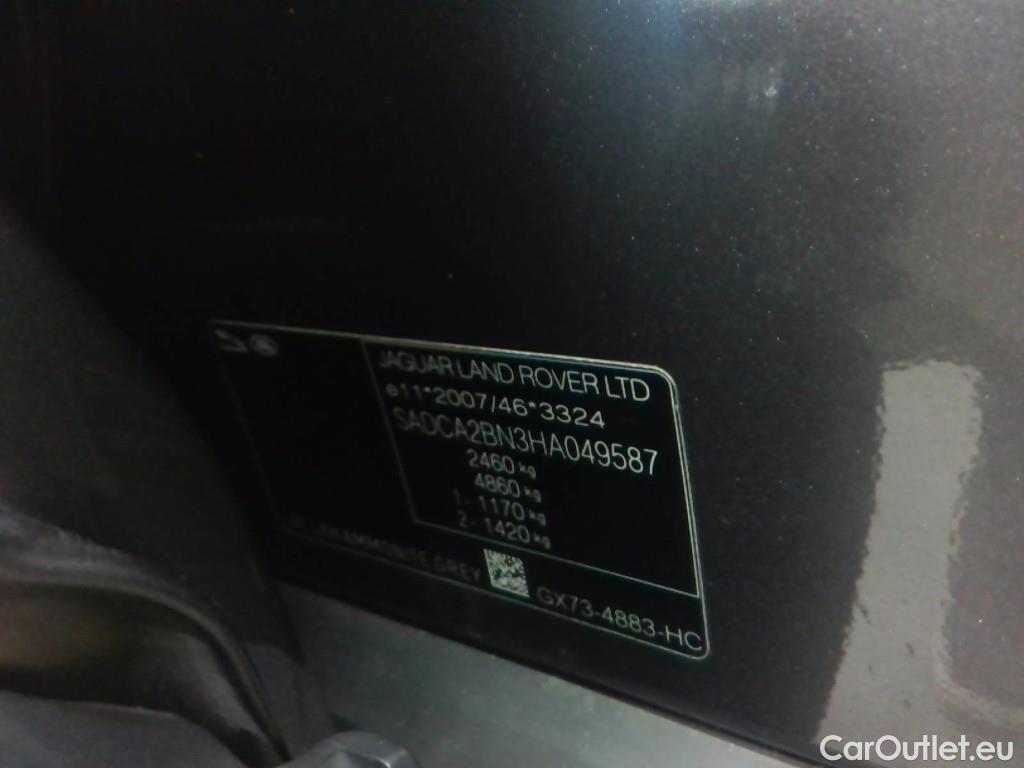 JAGUAR LAND ROVER LTD
e11*2007/46*3324
SADCA2BN3HA049587
2460 kg
4860 kg
1- 1170 kg
2- 1420 kg
AMMONITE GREY
GX73-4883-HC
CarOutlet.eu